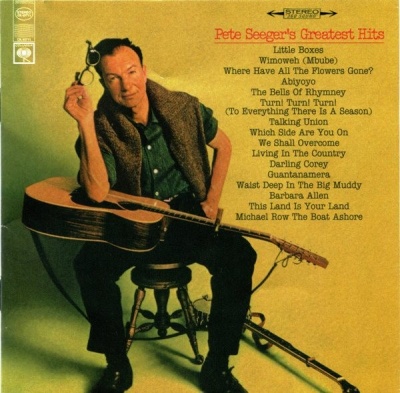 STEREO
Pete Seeger's Greatest Hits
Little Boxes
Wimoweh (Mbube)
Where Have All The Flowers Gone?
Abiyoyo
The Bells Of Rhymney
Turn! Turn! Turn!
(To Everything There Is A Season)
Talking Union
Which Side Are You On
We Shall Overcome
Living In The Country
Darling Corey
Guantanamera
Waist Deep In The Big Muddy
Barbara Allen
This Land Is Your Land
Michael Row The Boat Ashore